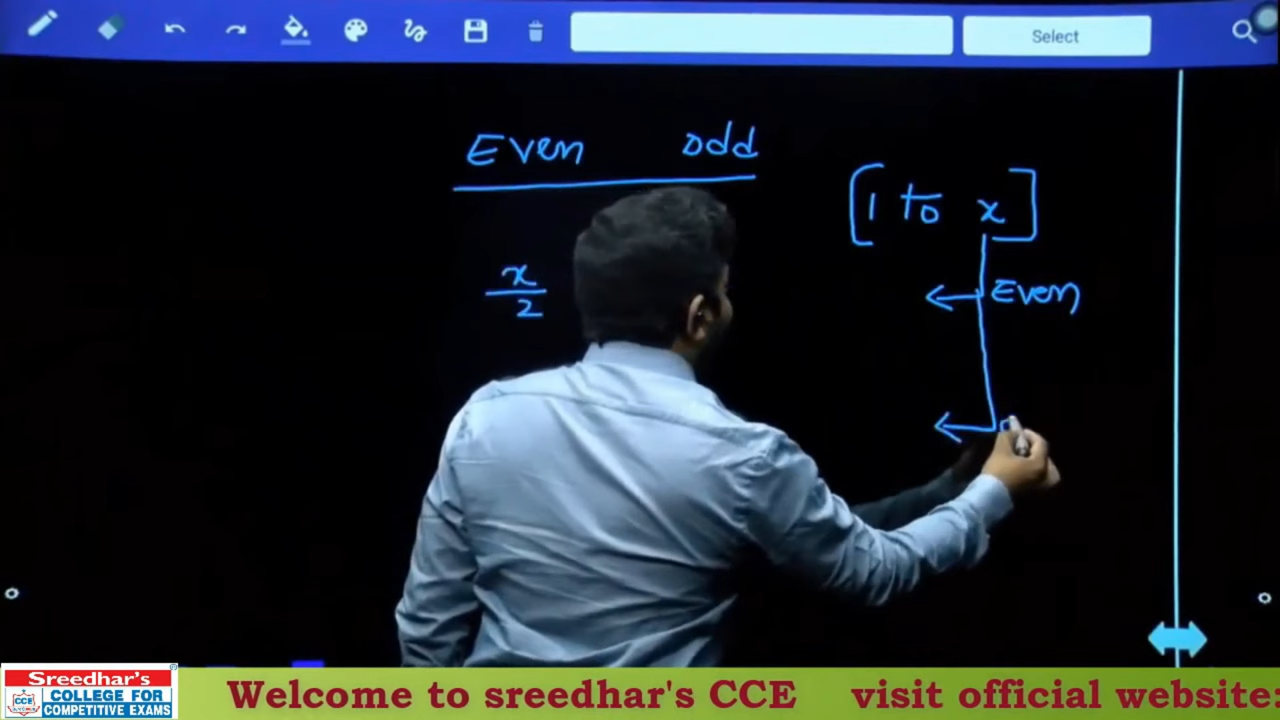 Select
Even odd
[1 to x]
x
2
Even
Sreedhar's
CCE
COLLEGE FOR
COMPETITIVE EXAMS
Welcome to sreedhar's CCE visit official website: